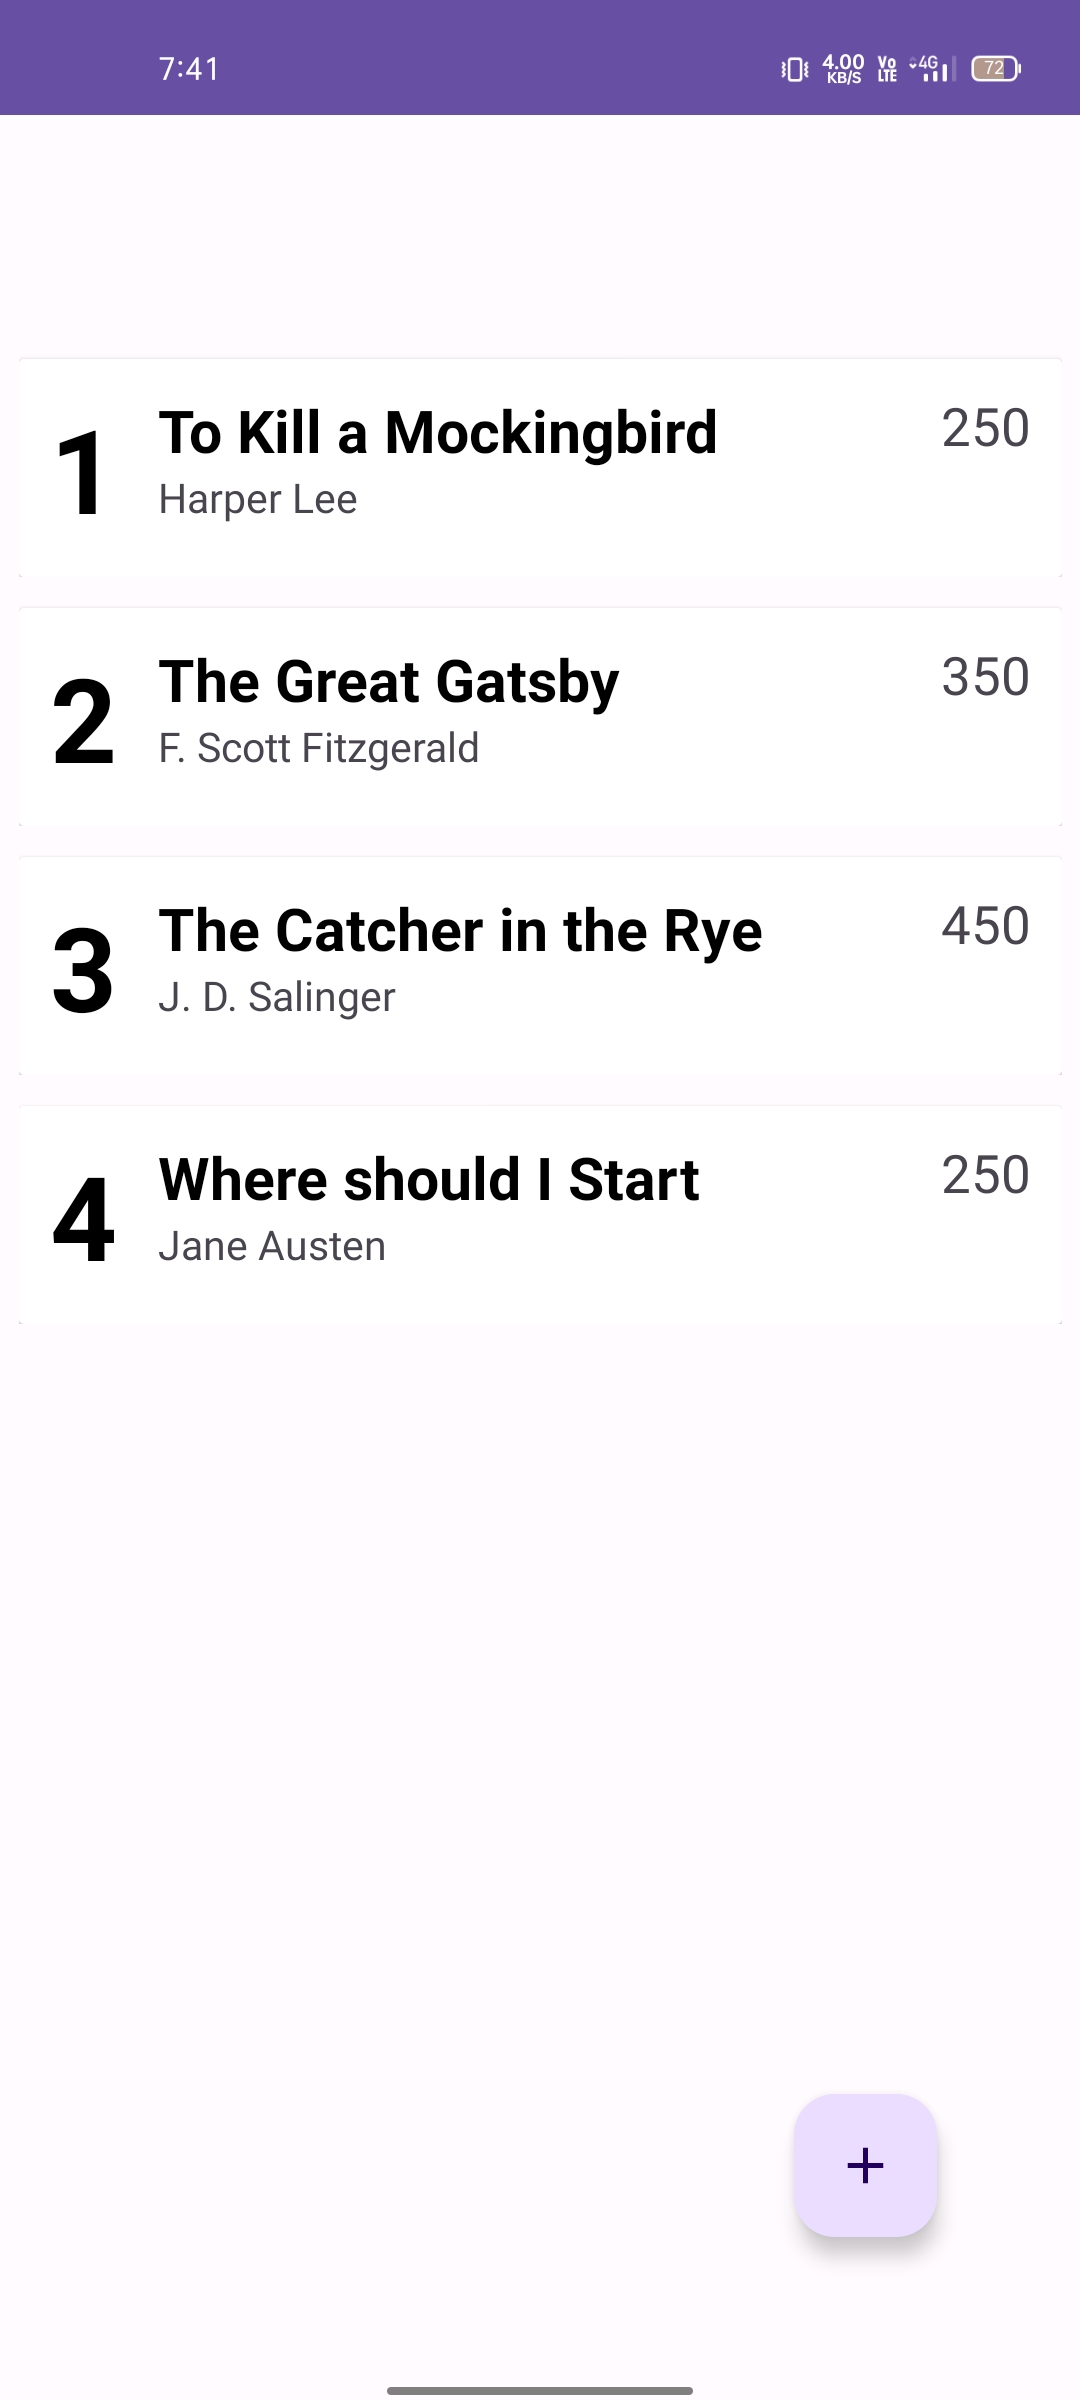 7:41
4.00
KB/S
Vo
LTE
4G
72
1
To Kill a Mockingbird
250
Harper Lee
2
The Great Gatsby
350
F. Scott Fitzgerald
3
The Catcher in the Rye
450
J. D. Salinger
4
Where should I Start
250
Jane Austen
+